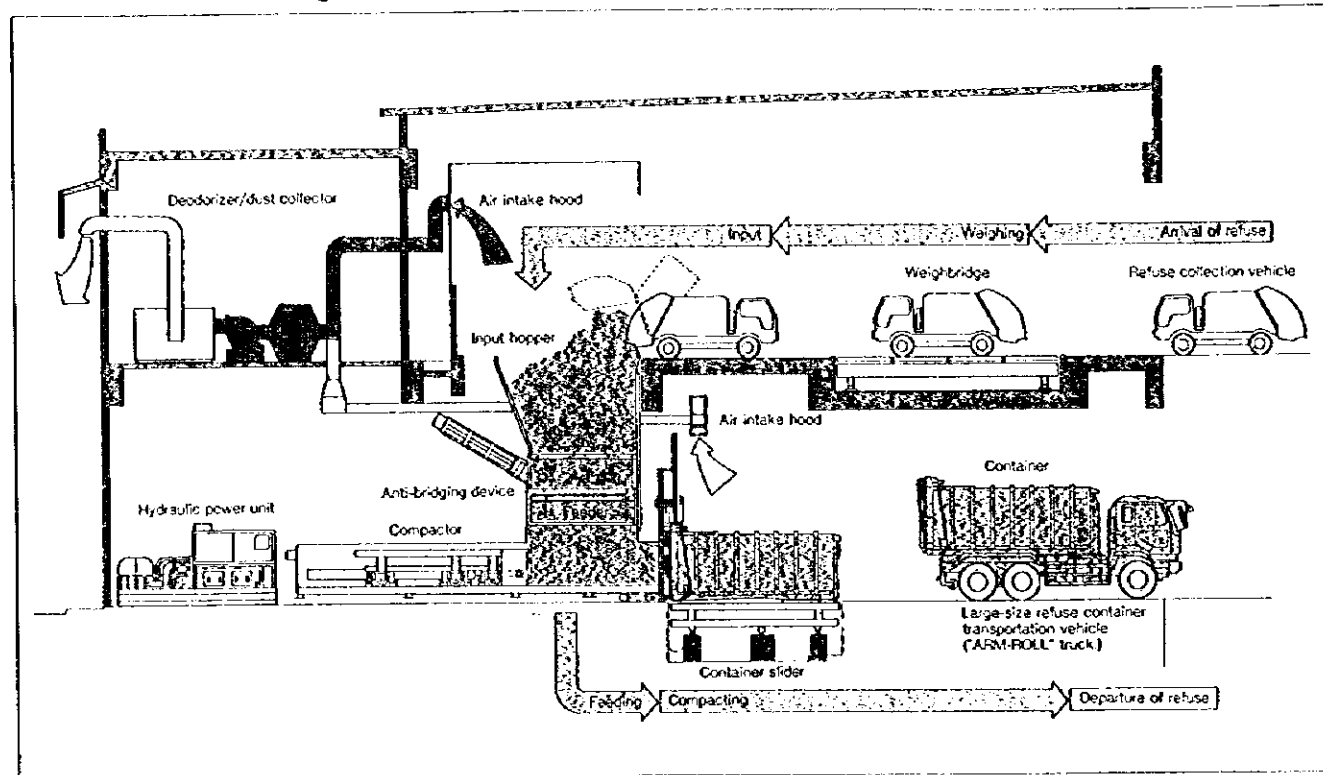 Deodorizer/dust collector
Air intake hood
Input
Weighing
Arrival of refuse
Weighbridge
Refuse collection vehicle
Input hopper
Air intake hood
Anti-bridging device
Container
Hydraulic power unit
Feeder
Compactor
Large-size refuse container
transportation vehicle
("ARM-ROLL" truck)
Container slider
Feeding
Compacting
Departure of refuse